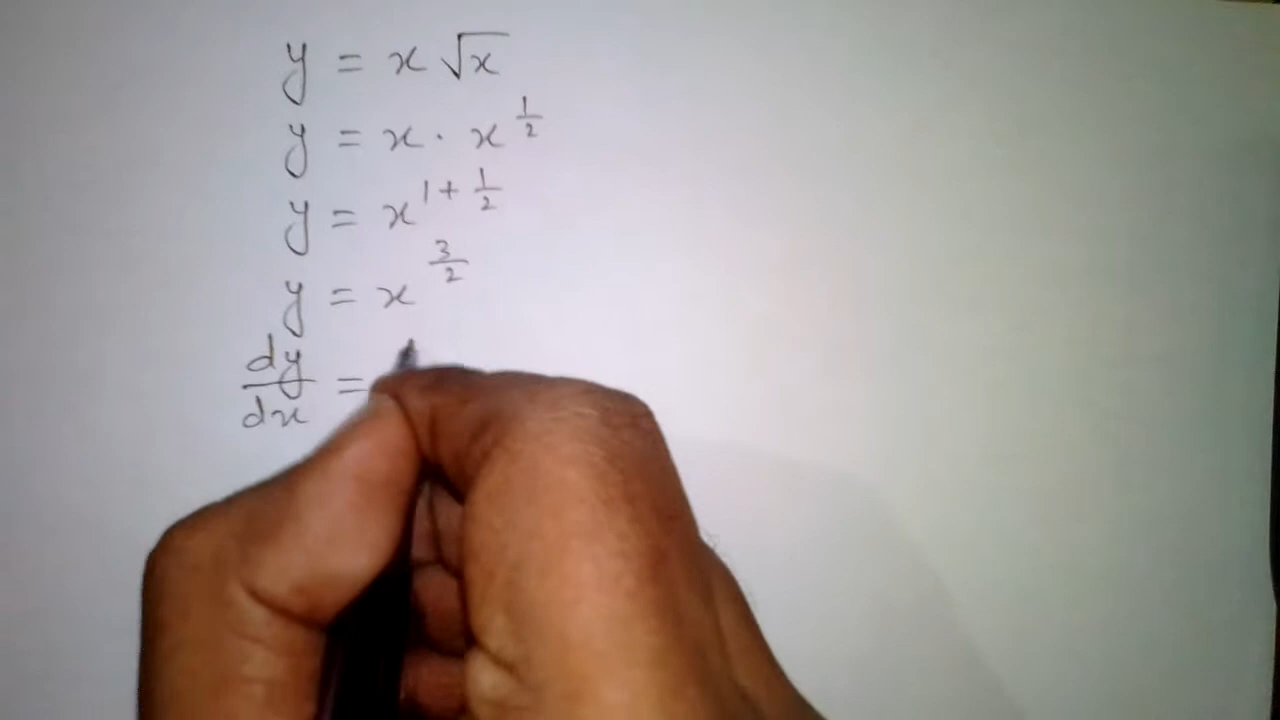 y = x √x
y = x · x^(1/2)
y = x^(1 + 1/2)
y = x^(3/2)
dy/dx =